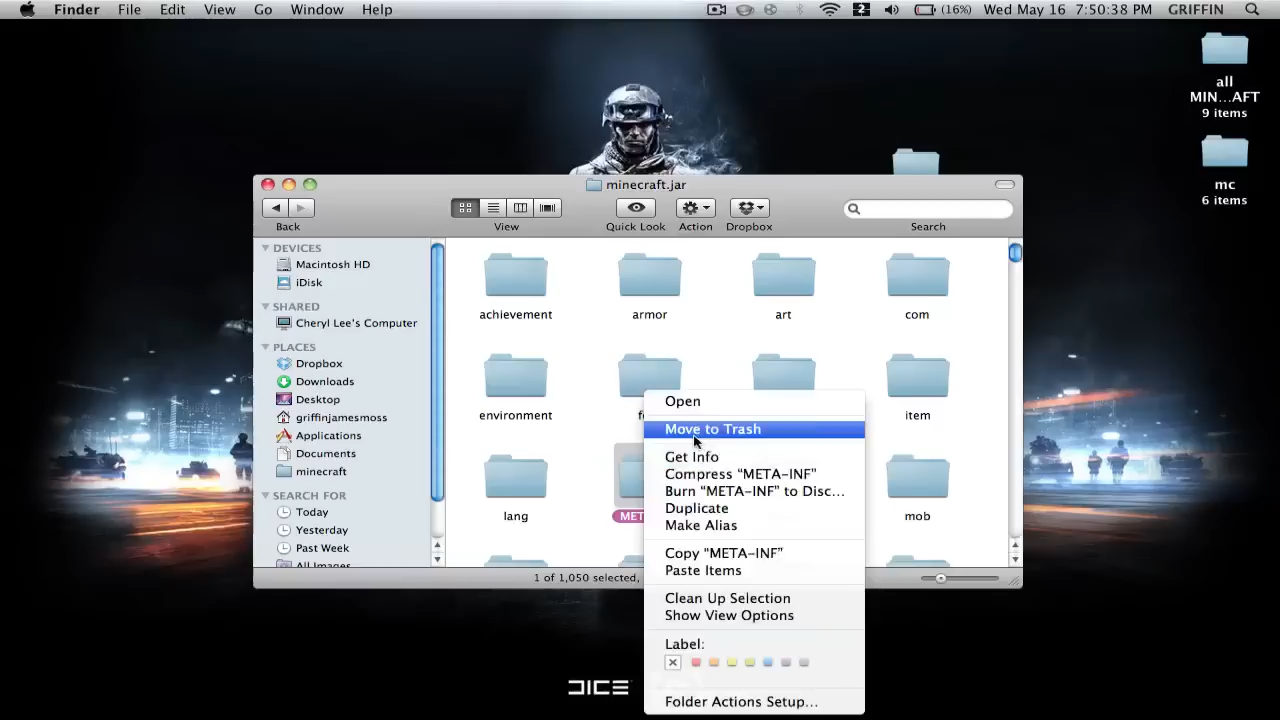 Finder File Edit View Go Window Help
2 (16%) Wed May 16 7:50:38 PM GRIFFIN
all
MIN...AFT
9 items
mc
6 items
minecraft.jar
Back
View
Quick Look
Action
Dropbox
Search
DEVICES
Macintosh HD
iDisk
SHARED
Cheryl Lee's Computer
PLACES
Dropbox
Downloads
Desktop
griffinjamesmoss
Applications
Documents
minecraft
SEARCH FOR
Today
Yesterday
Past Week
All Images
achievement
armor
art
com
environment
item
lang
MET
mob
1 of 1,050 selected,
Open
Move to Trash
Get Info
Compress "META-INF"
Burn "META-INF" to Disc...
Duplicate
Make Alias
Copy "META-INF"
Paste Items
Clean Up Selection
Show View Options
Label:
Folder Actions Setup...
DICE